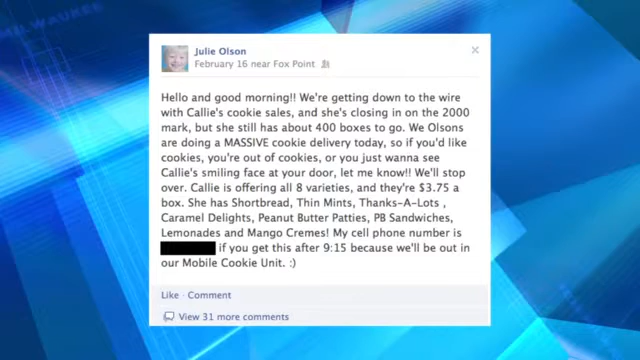 MILWAUKEE
Julie Olson
February 16 near Fox Point
Hello and good morning!! We're getting down to the wire
with Callie's cookie sales, and she's closing in on the 2000
mark, but she still has about 400 boxes to go. We Olsons
are doing a MASSIVE cookie delivery today, so if you'd like
cookies, you're out of cookies, or you just wanna see
Callie's smiling face at your door, let me know!! We'll stop
over. Callie is offering all 8 varieties, and they're $3.75 a
box. She has Shortbread, Thin Mints, Thanks-A-Lots ,
Caramel Delights, Peanut Butter Patties, PB Sandwiches,
Lemonades and Mango Cremes! My cell phone number is
if you get this after 9:15 because we'll be out in
our Mobile Cookie Unit. :)
Like · Comment
View 31 more comments